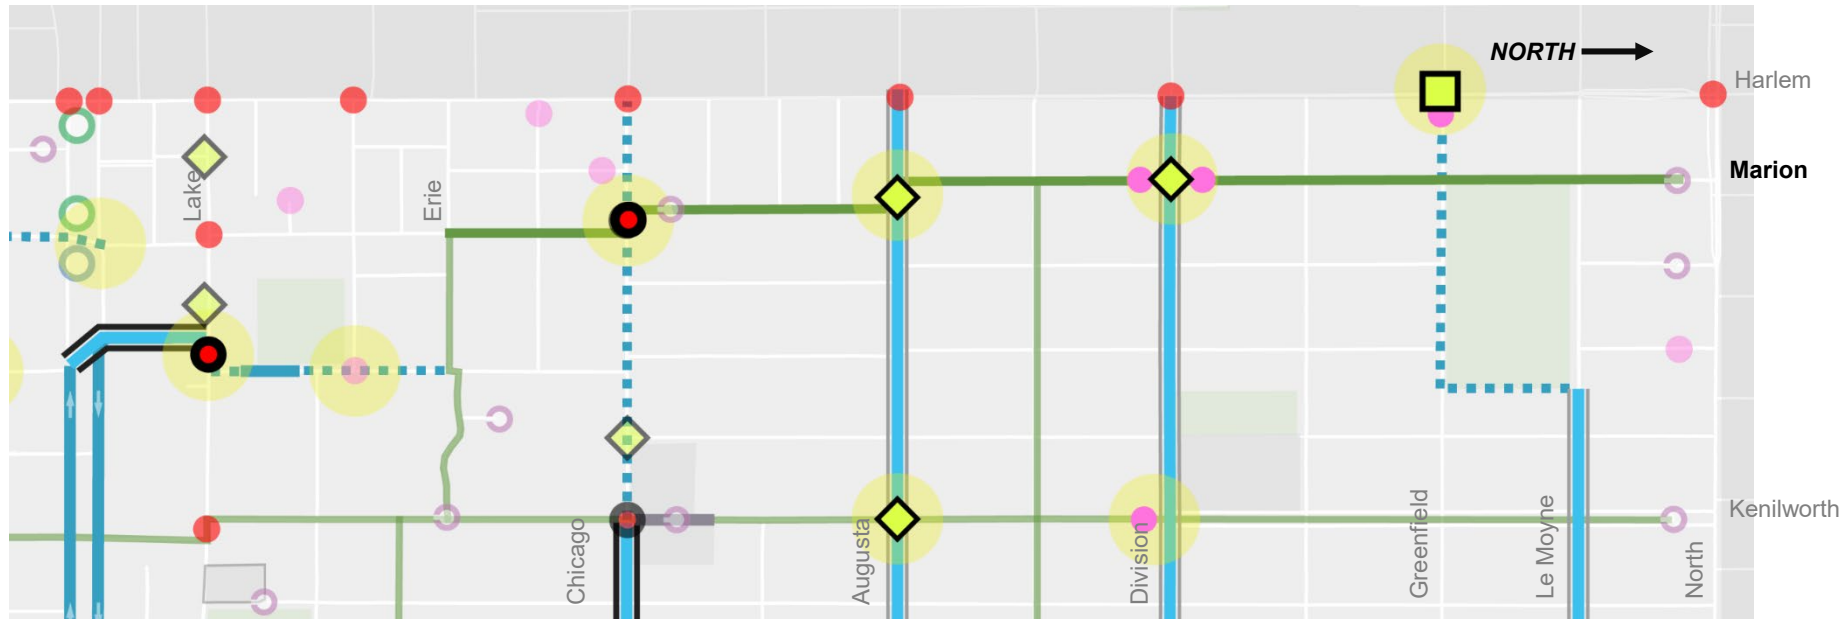 NORTH
Harlem
Marion
Lake
Erie
Kenilworth
Chicago
Augusta
Division
Greenfield
Le Moyne
North